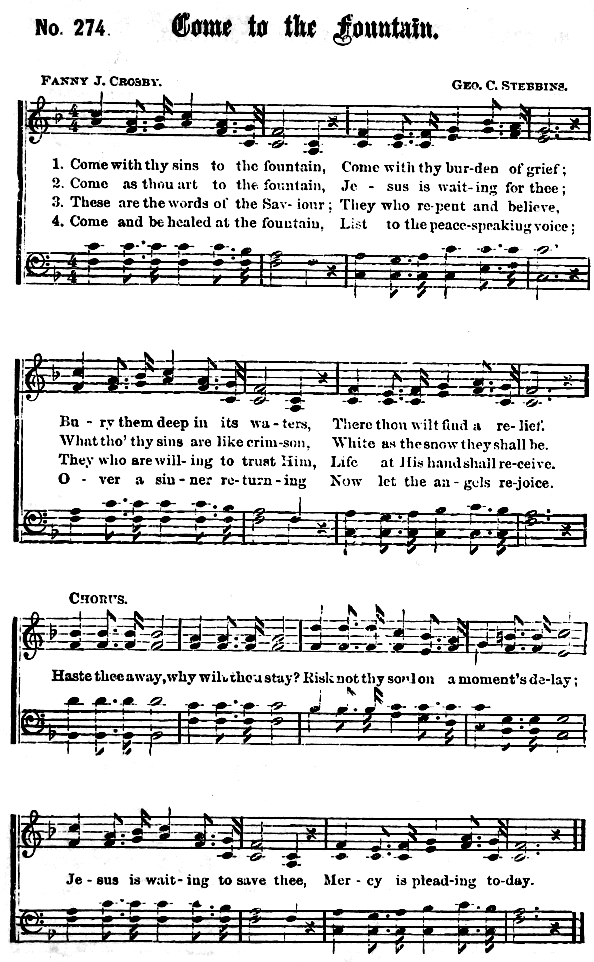 No. 274. Come to the Fountain.
FANNY J. CROSBY. GEO. C. STEBBINS.
1. Come with thy sins to the fountain, Come with thy bur-den of grief;
2. Come as thou art to the fountain, Je - sus is wait-ing for thee;
3. These are the words of the Sav-iour; They who re-pent and believe,
4. Come and be healed at the fountain, List to the peace-speaking voice;
Bu - ry them deep in its wa-ters, There thou wilt find a re-lief.
What tho' thy sins are like crim-son, White as the snow they shall be.
They who are will-ing to trust Him, Life at His hand shall re-ceive.
O - ver a sin-ner re-turn-ing Now let the an-gels re-joice.
CHORUS.
Haste thee away, why wilt thou stay? Risk not thy soul on a moment's de-lay;
Je - sus is wait-ing to save thee, Mer-cy is plead-ing to-day.